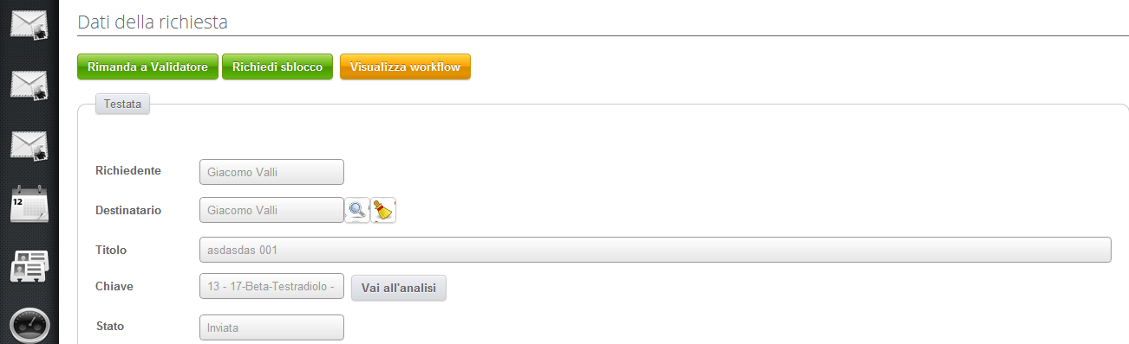 Dati della richiesta
Rimanda a Validatore Richiedi sblocco Visualizza workflow
Testata
Richiedente Giacomo Valli
Destinatario Giacomo Valli
Titolo asdasdas 001
Chiave 13 - 17-Beta-Testradiolo - Vai all'analisi
Stato Inviata
12